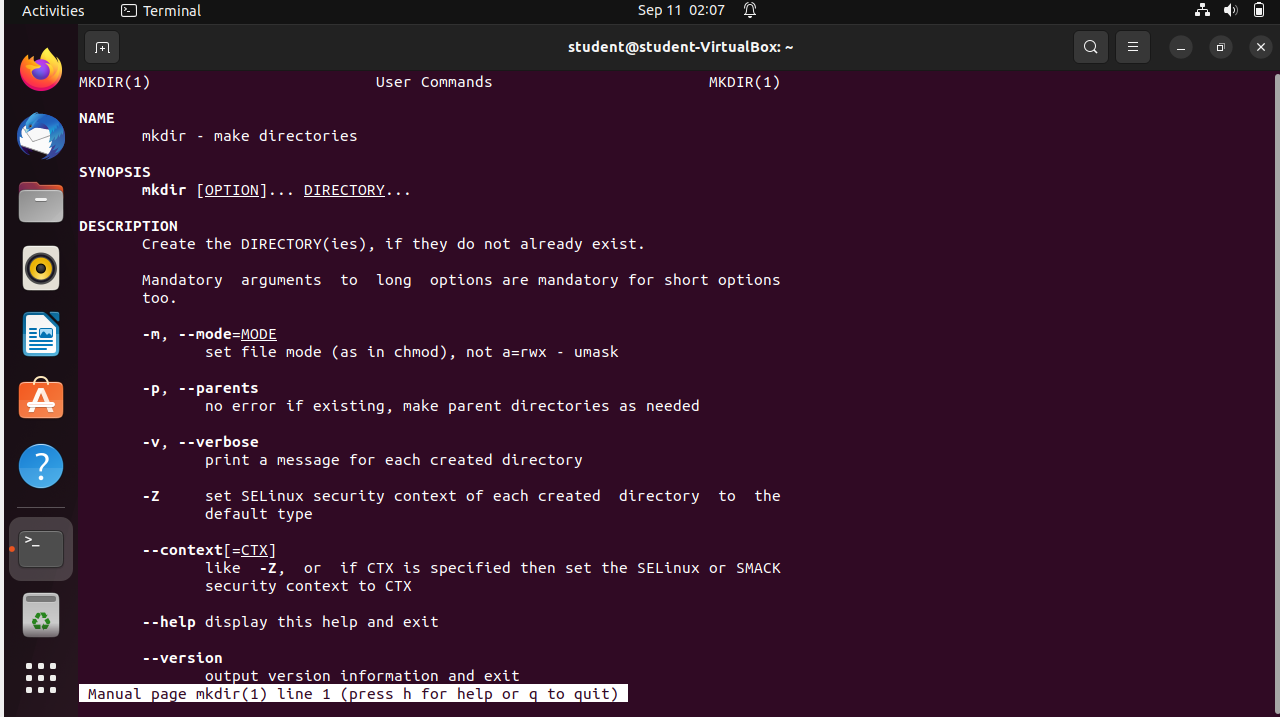 Activities Terminal Sep 11 02:07
student@student-VirtualBox: ~
MKDIR(1) User Commands MKDIR(1)
NAME
mkdir - make directories
SYNOPSIS
mkdir [OPTION]... DIRECTORY...
DESCRIPTION
Create the DIRECTORY(ies), if they do not already exist.
Mandatory arguments to long options are mandatory for short options
too.
-m, --mode=MODE
set file mode (as in chmod), not a=rwx - umask
-p, --parents
no error if existing, make parent directories as needed
-v, --verbose
print a message for each created directory
-Z set SELinux security context of each created directory to the
default type
--context[=CTX]
like -Z, or if CTX is specified then set the SELinux or SMACK
security context to CTX
--help display this help and exit
--version
output version information and exit
Manual page mkdir(1) line 1 (press h for help or q to quit)